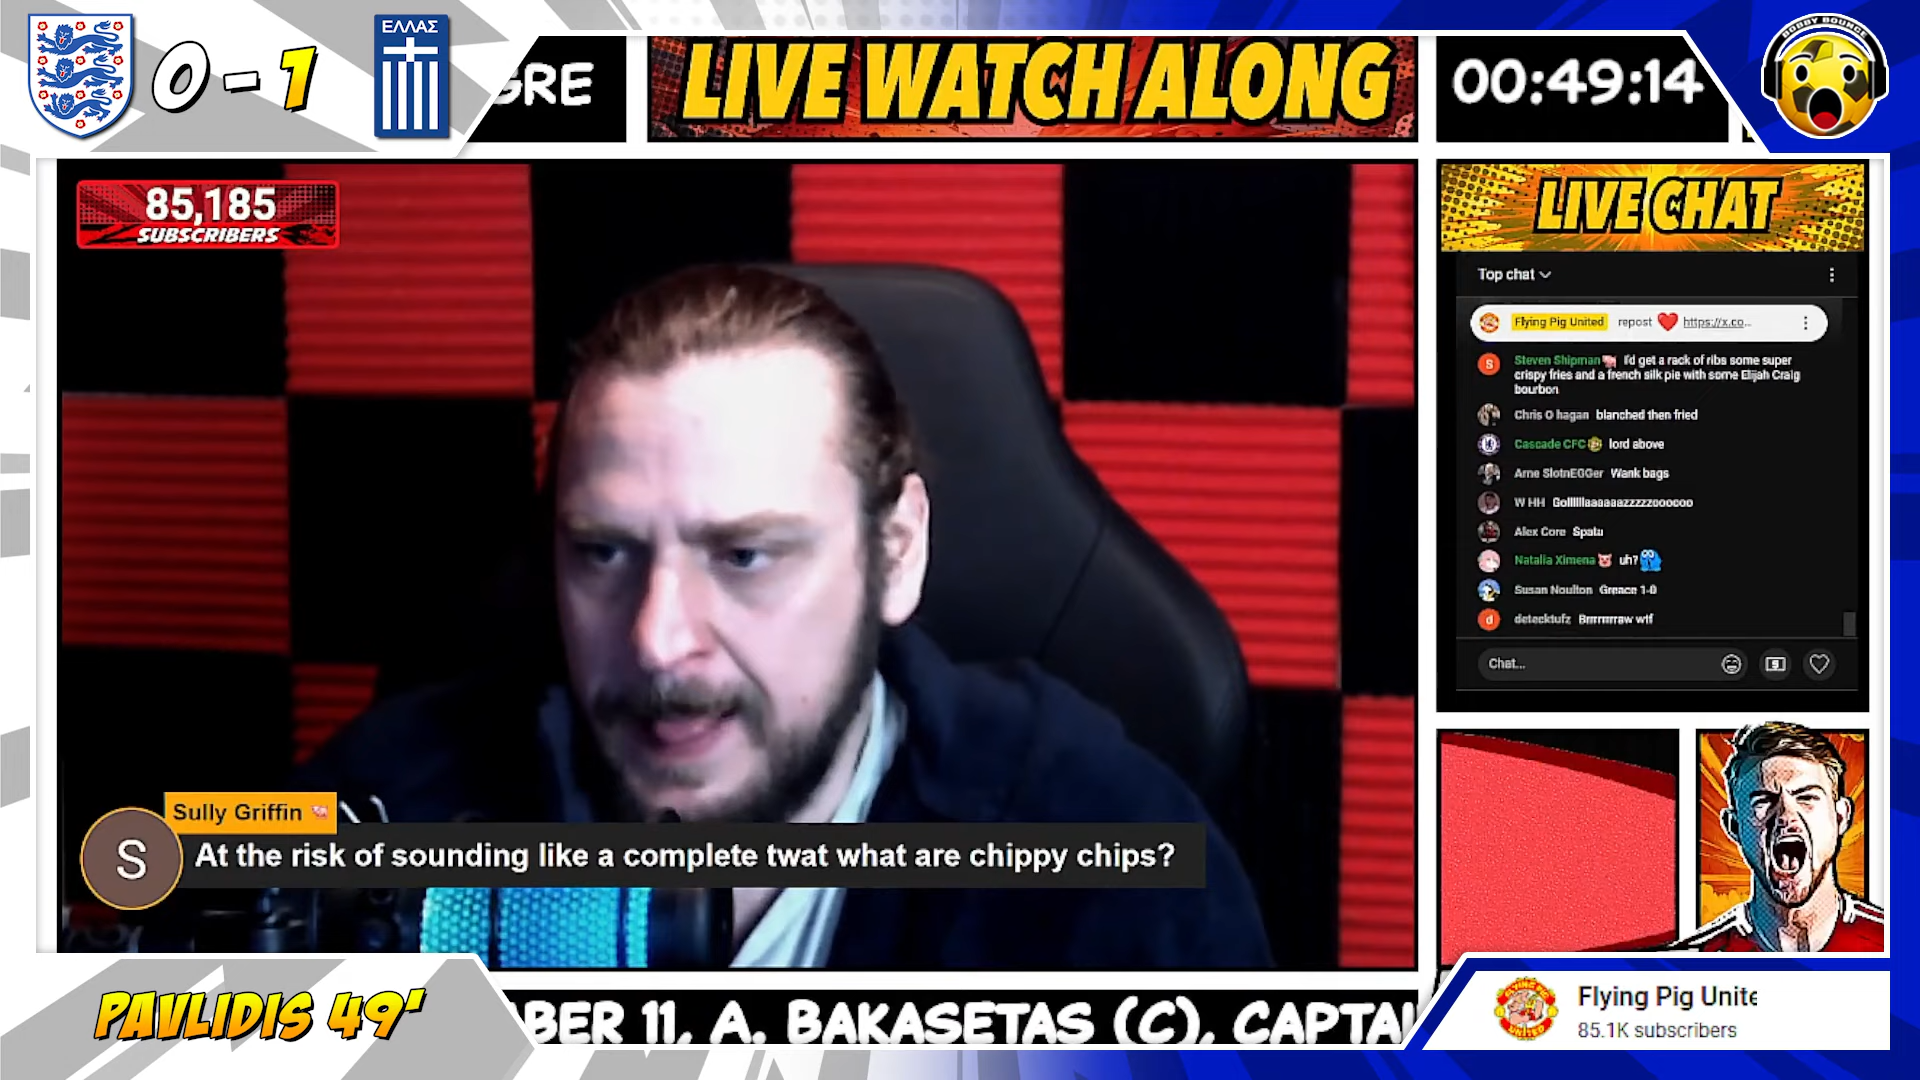 0 - 1
ΕΛΛΑΣ
GRE
LIVE WATCH ALONG
00:49:14
BOBBY BOUNCE
85,185
SUBSCRIBERS
LIVE CHAT
Top chat
Flying Pig United repost https://x.co...
Steven Shipman I'd get a rack of ribs some super
crispy fries and a french silk pie with some Elijah Craig
bourbon
Chris O hagan blanched then fried
Cascade CFC lord above
Arne SlotnEGGer Wank bags
W HH Gollllllaaaaaazzzzzoooooo
Alex Core Spatu
Natalia Ximena uh?
Susan Noulton Greace 1-0
detecktufz Brrrrrrraw wtf
Chat...
Sully Griffin
S
At the risk of sounding like a complete twat what are chippy chips?
PAVLIDIS 49'
BER 11, A. BAKASETAS (C), CAPTAI
Flying Pig Unite
85.1K subscribers